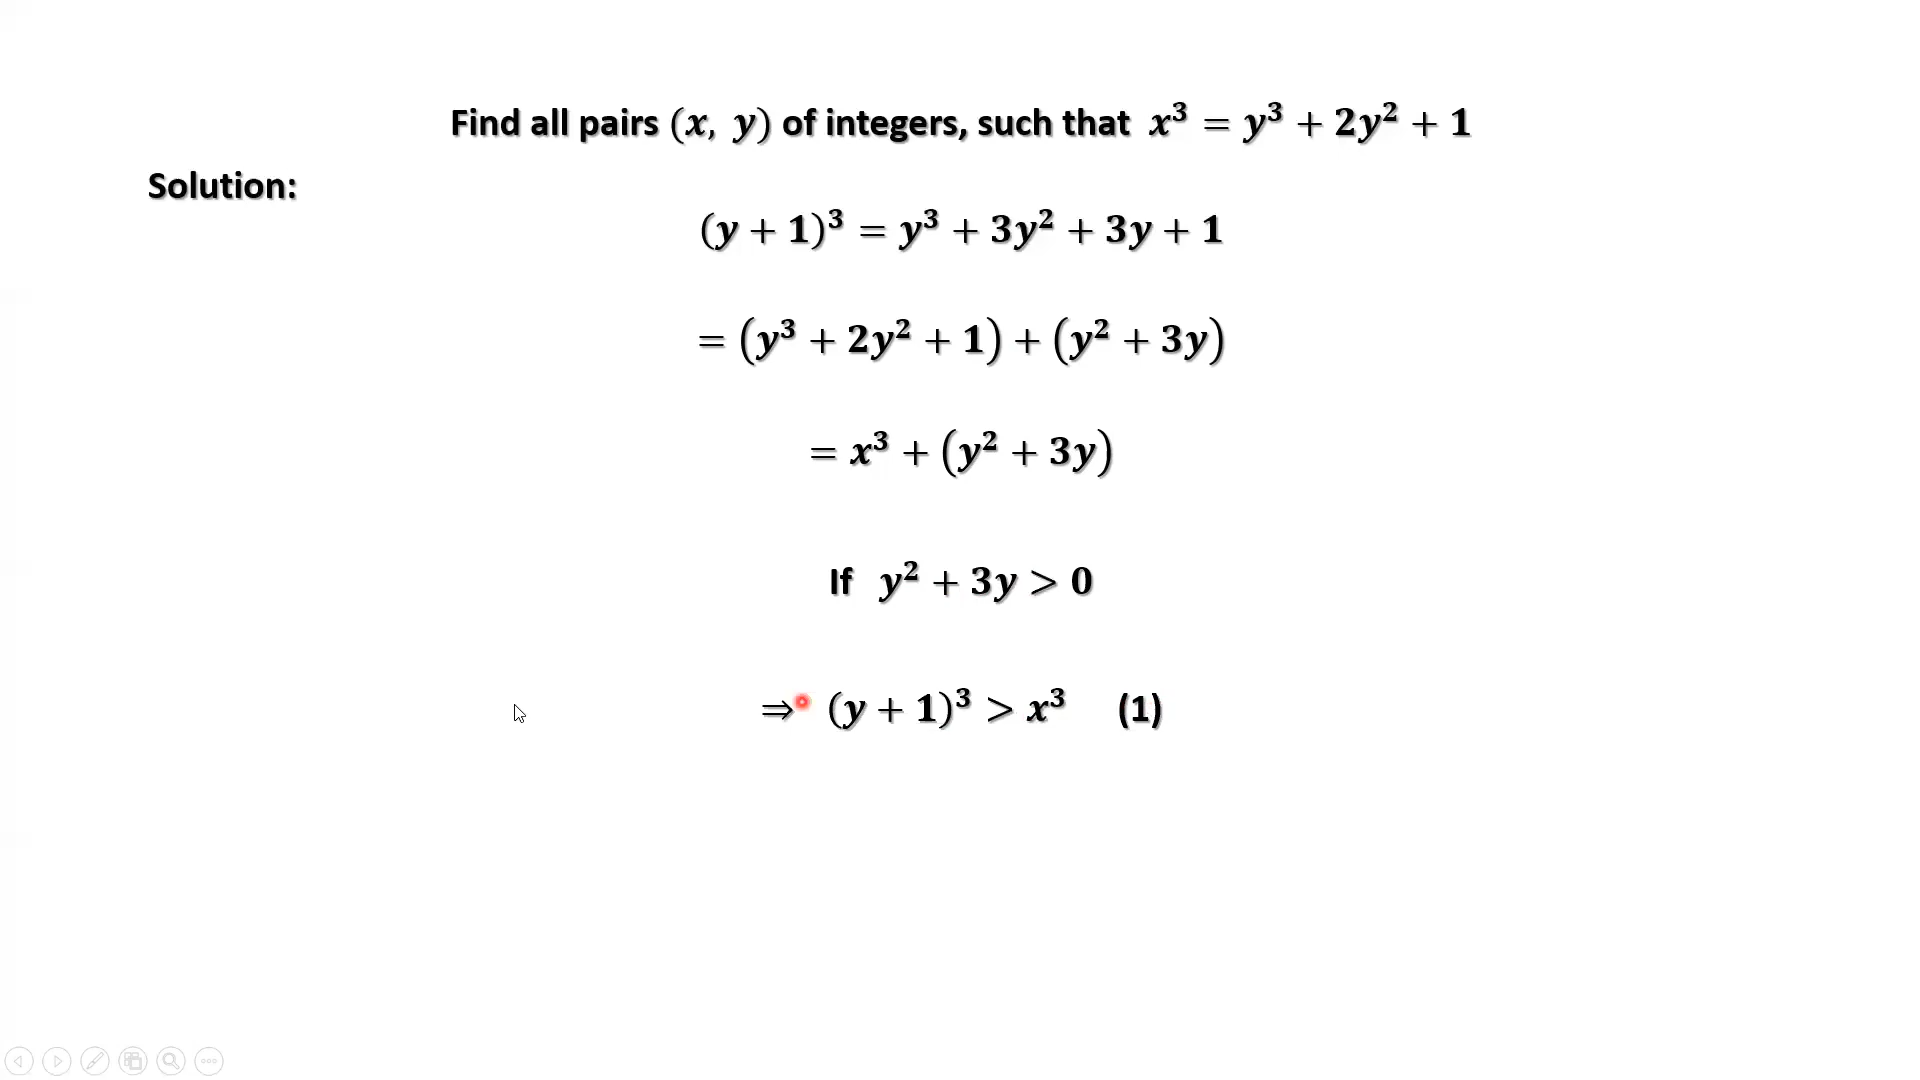 Find all pairs (x, y) of integers, such that x³ = y³ + 2y² + 1
Solution:
(y + 1)³ = y³ + 3y² + 3y + 1
= (y³ + 2y² + 1) + (y² + 3y)
= x³ + (y² + 3y)
If y² + 3y > 0
⇒ (y + 1)³ > x³ (1)